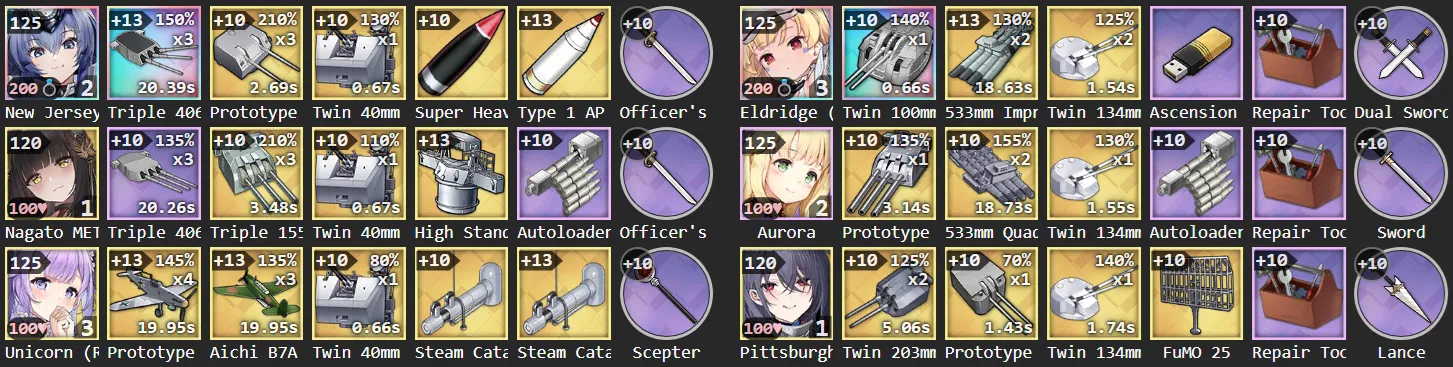 125 200 2 New Jersey
+13 150% x3 20.39s Triple 406
+10 210% x3 2.69s Prototype
+10 130% x1 0.67s Twin 40mm
+10 Super Heav
+13 Type 1 AP
+10 Officer's
125 200 3 Eldridge (
+10 140% x1 0.66s Twin 100mm
+13 130% x2 18.63s 533mm Impr
125% x2 1.54s Twin 134mm
Ascension
+10 Repair Too
+10 Dual Sword
120 100♥ 1 Nagato MET
+10 135% x3 20.26s Triple 406
+10 210% x3 3.48s Triple 155
+10 110% x1 0.67s Twin 40mm
+13 High Stand
+10 Autoloader
+10 Officer's
125 100♥ 2 Aurora
+10 135% x1 3.14s Prototype
+10 155% x2 18.73s 533mm Quad
130% x1 1.55s Twin 134mm
+10 Autoloader
+10 Repair Too
+10 Sword
125 100♥ 3 Unicorn (R
+13 145% x4 19.95s Prototype
+13 135% x3 19.95s Aichi B7A
+10 80% x1 0.66s Twin 40mm
+10 Steam Cata
+13 Steam Cata
+10 Scepter
120 100♥ 1 Pittsburgh
+10 125% x2 5.06s Twin 203mm
+10 70% x1 1.43s Prototype
140% x1 1.74s Twin 134mm
+10 FuMO 25
+10 Repair Too
+10 Lance